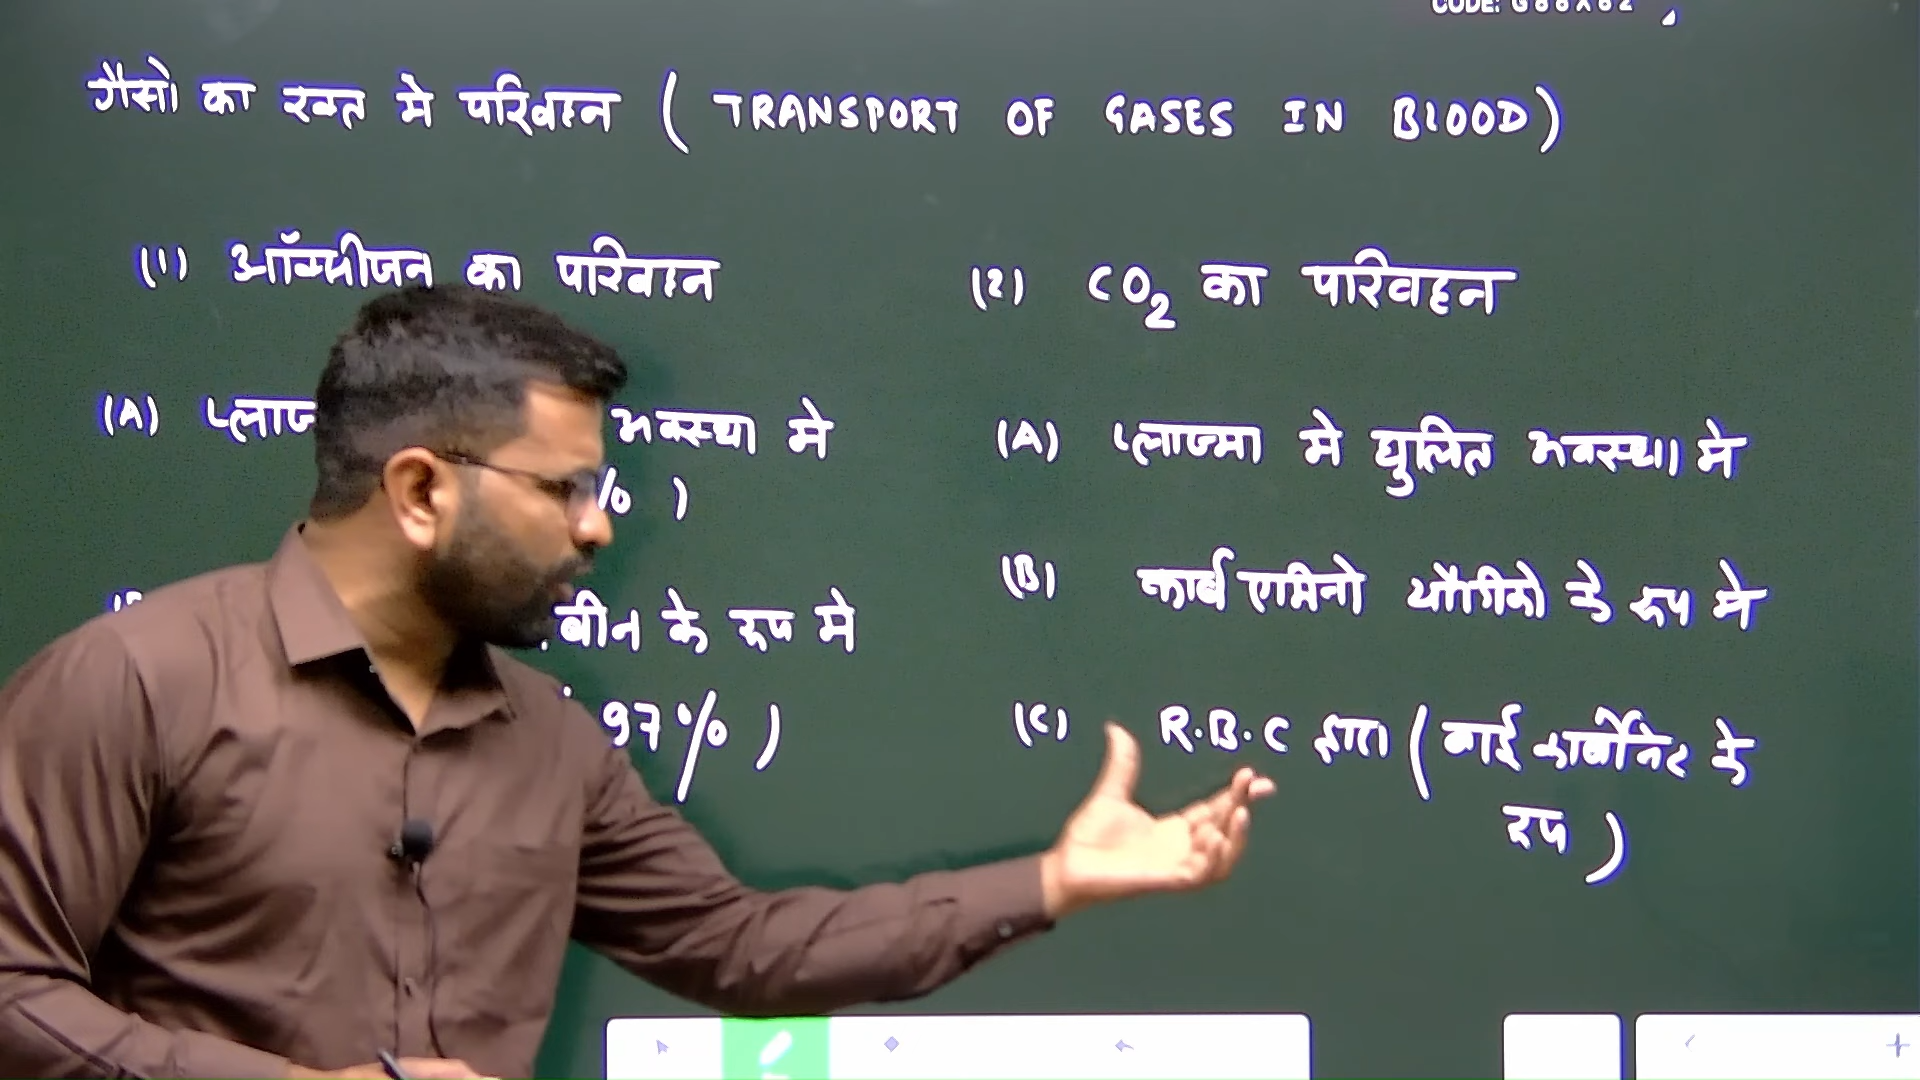 गैसो का रक्त मे परिवहन ( TRANSPORT OF GASES IN BLOOD )
(1) ऑक्सीजन का परिवहन
(A) अवस्था मे
% )
बीन के रूप मे
97% )
(2) CO2 का परिवहन
(A) प्लाज्मा मे घुलित अवस्था मे
(B) कार्ब एमिनो यौगिको के रूप मे
(C) R.B.C द्वारा ( बाई कार्बोनेट के
रूप )